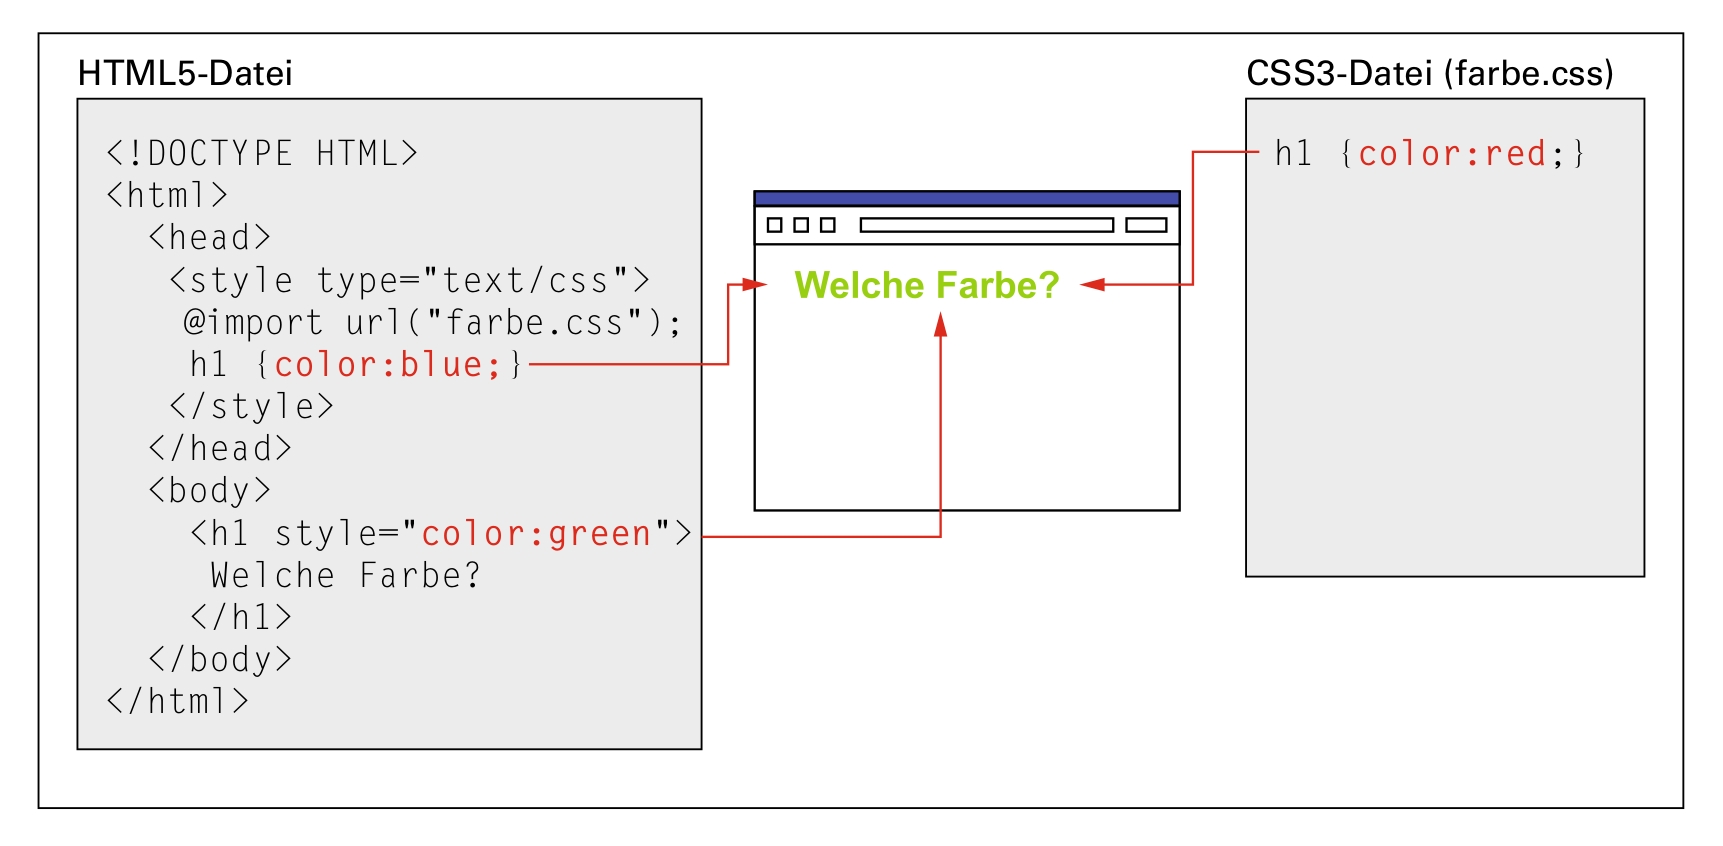 HTML5-Datei
<!DOCTYPE HTML>
<html>
<head>
<style type="text/css">
@import url("farbe.css");
h1 {color:blue;}
</style>
</head>
<body>
<h1 style="color:green">
Welche Farbe?
</h1>
</body>
</html>
Welche Farbe?
CSS3-Datei (farbe.css)
h1 {color:red;}